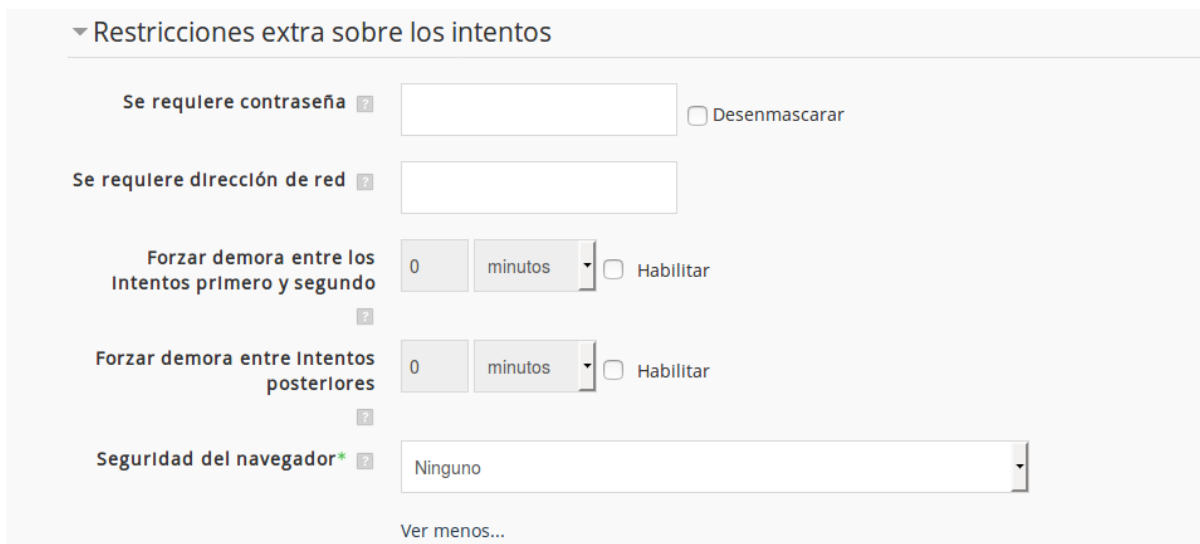 Restricciones extra sobre los intentos
Se requiere contraseña ?
Desenmascarar
Se requiere dirección de red ?
Forzar demora entre los
intentos primero y segundo
?
0 minutos Habilitar
Forzar demora entre intentos
posteriores
?
0 minutos Habilitar
Seguridad del navegador* ?
Ninguno
Ver menos...